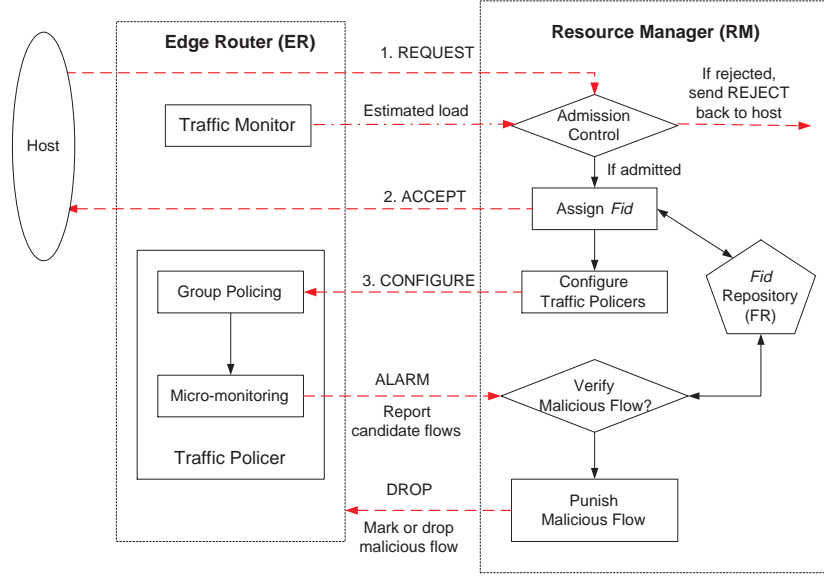 Edge Router (ER)
Resource Manager (RM)
1. REQUEST
If rejected,
send REJECT
back to host
Traffic Monitor
Estimated load
Admission
Control
Host
If admitted
2. ACCEPT
Assign Fid
3. CONFIGURE
Group Policing
Configure
Traffic Policers
Fid
Repository
(FR)
Micro-monitoring
ALARM
Report
candidate flows
Verify
Malicious Flow?
Traffic Policer
DROP
Mark or drop
malicious flow
Punish
Malicious Flow